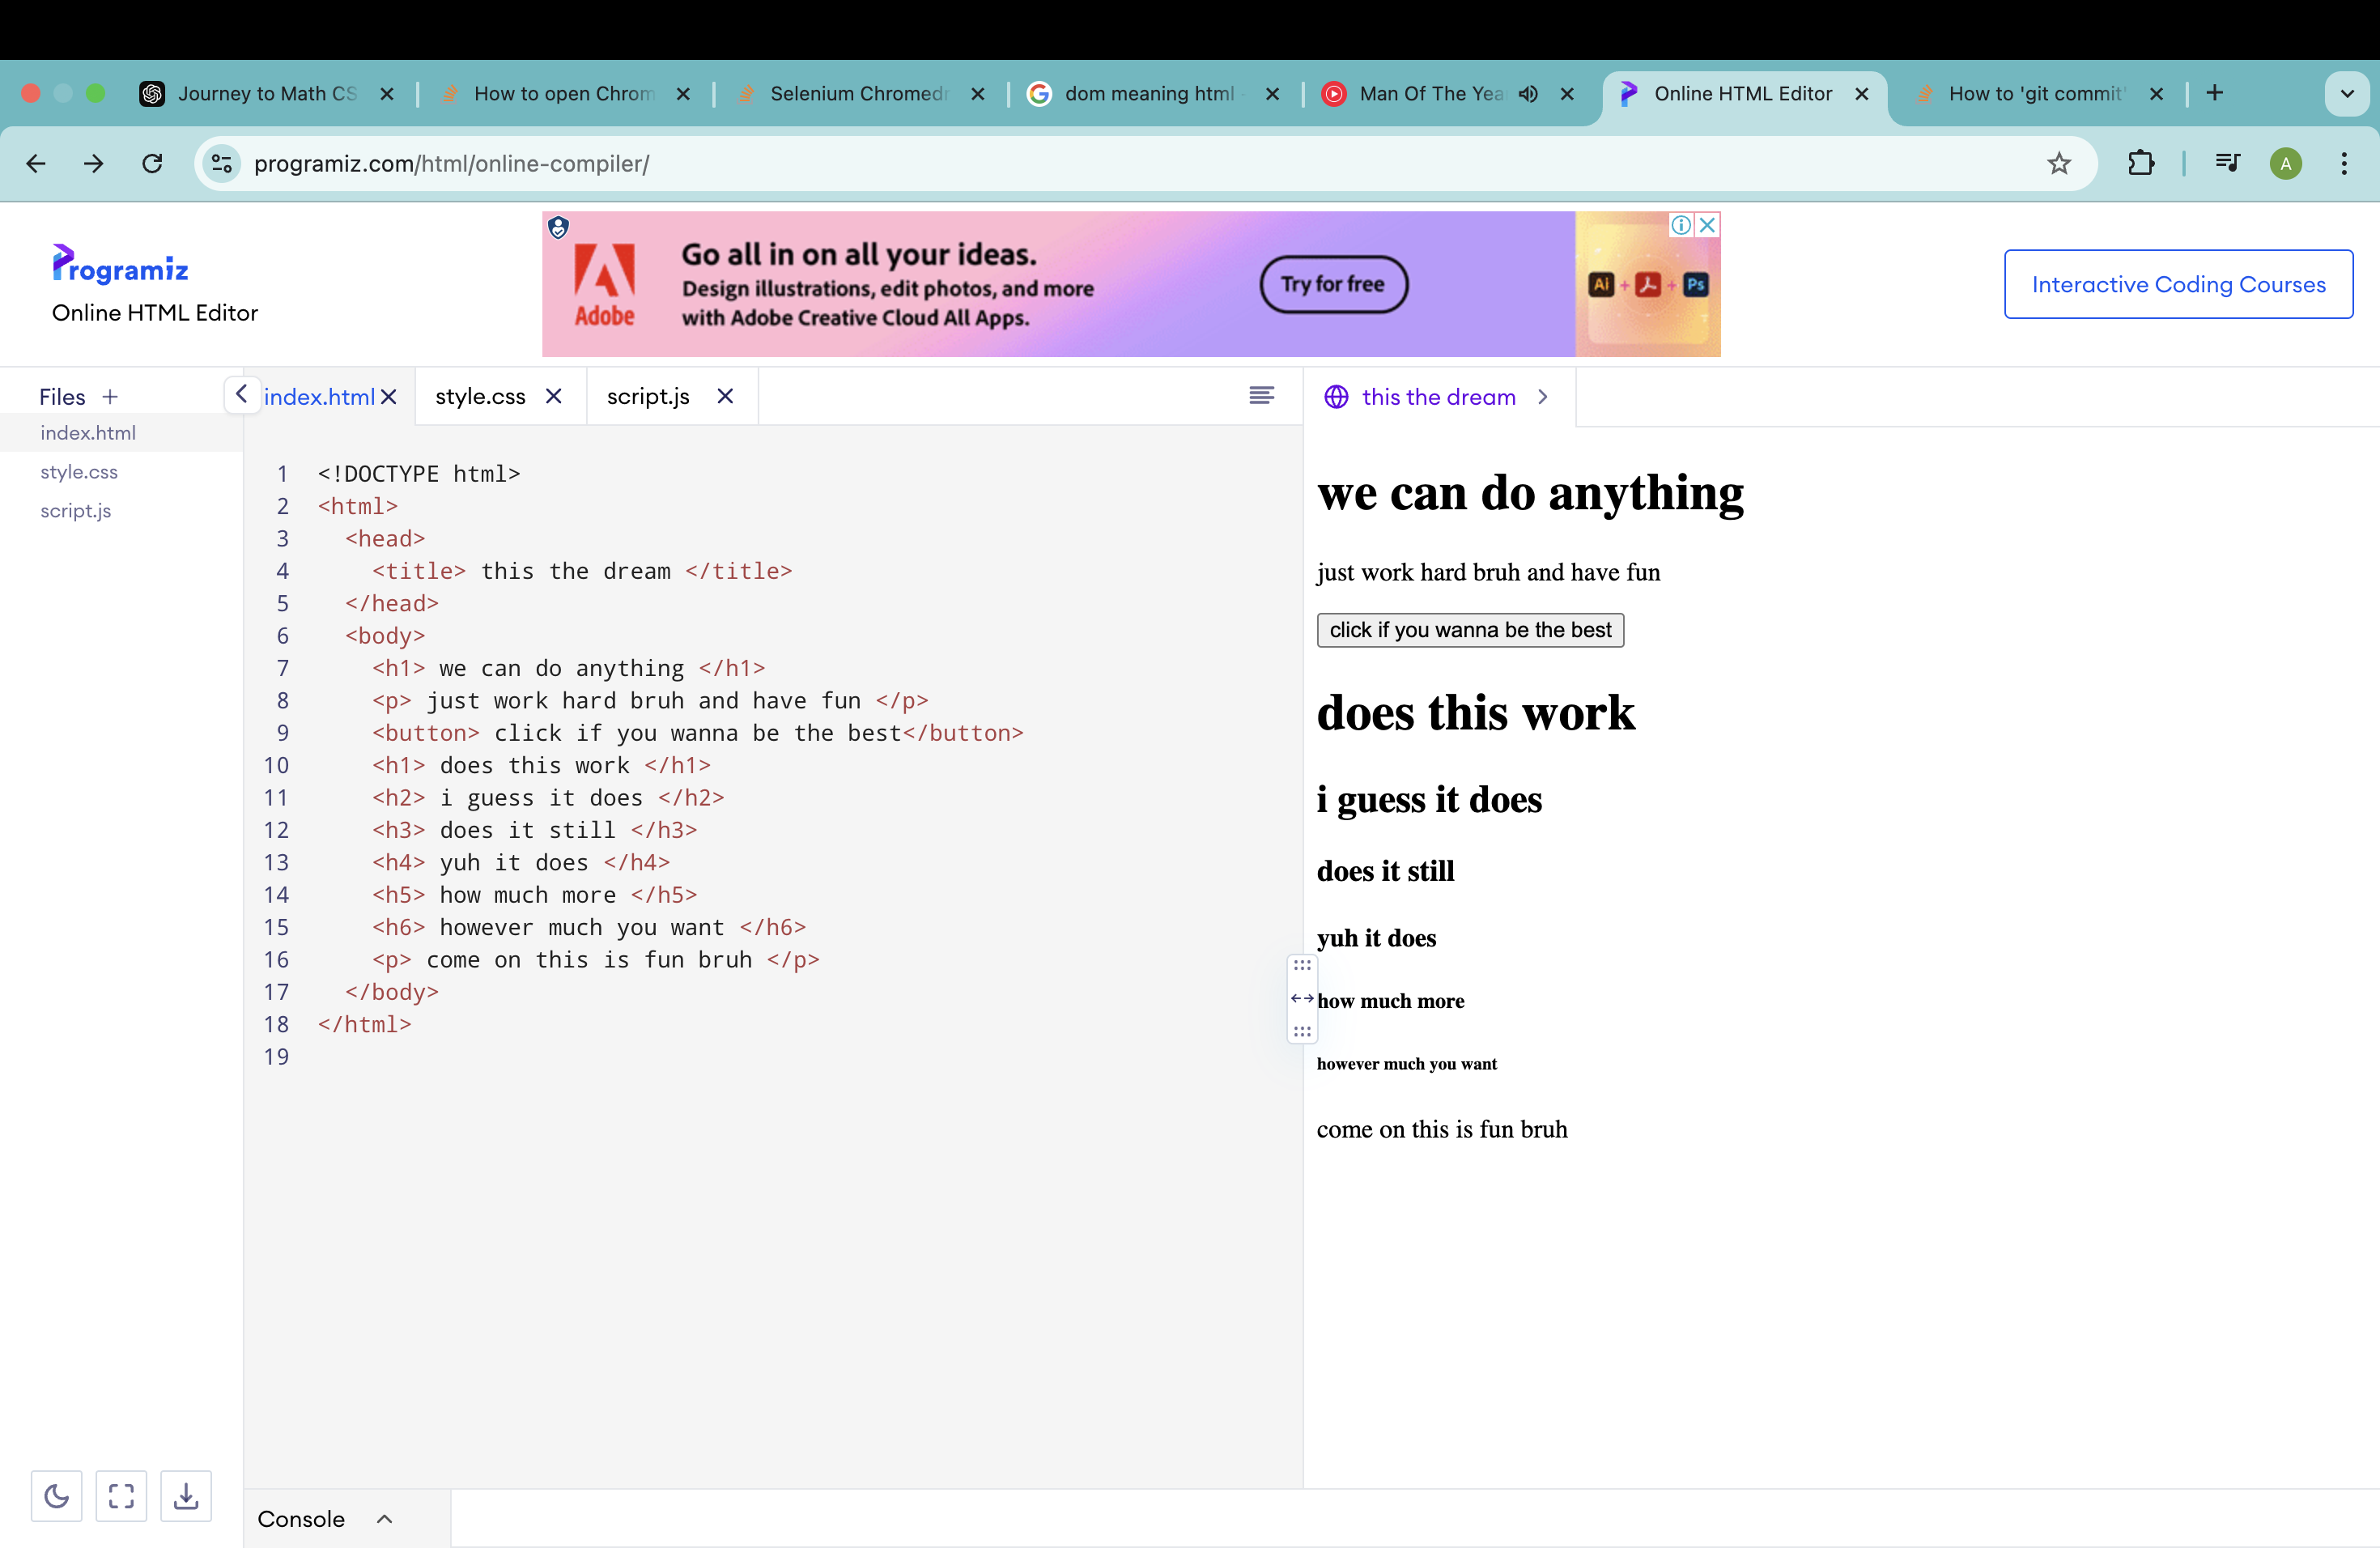 Journey to Math CS
How to open Chrom
Selenium Chromedr
dom meaning html -
Man Of The Yea
Online HTML Editor
How to 'git commit'
programiz.com/html/online-compiler/
A
Programiz
Online HTML Editor
Adobe
Go all in on all your ideas.
Design illustrations, edit photos, and more
with Adobe Creative Cloud All Apps.
Try for free
Ai + + Ps
Interactive Coding Courses
Files +
index.html
style.css
script.js
index.html
style.css
script.js
1 <!DOCTYPE html>
2 <html>
3 <head>
4 <title> this the dream </title>
5 </head>
6 <body>
7 <h1> we can do anything </h1>
8 <p> just work hard bruh and have fun </p>
9 <button> click if you wanna be the best</button>
10 <h1> does this work </h1>
11 <h2> i guess it does </h2>
12 <h3> does it still </h3>
13 <h4> yuh it does </h4>
14 <h5> how much more </h5>
15 <h6> however much you want </h6>
16 <p> come on this is fun bruh </p>
17 </body>
18 </html>
19
this the dream
we can do anything
just work hard bruh and have fun
click if you wanna be the best
does this work
i guess it does
does it still
yuh it does
how much more
however much you want
come on this is fun bruh
Console